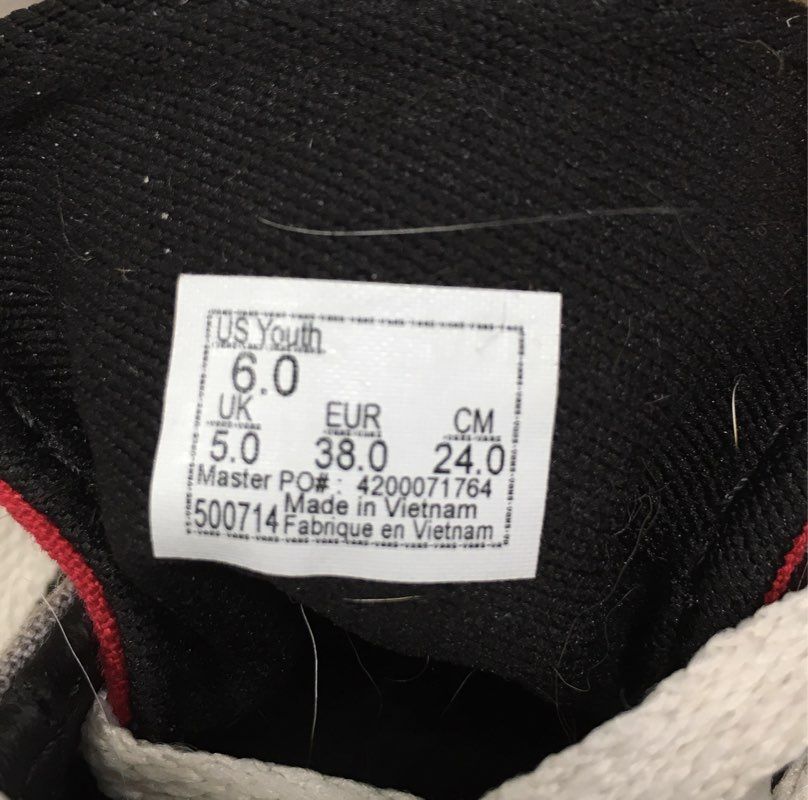 US Youth
6.0
UK EUR CM
5.0 38.0 24.0
Master PO# : 4200071764
500714 Made in Vietnam
Fabrique en Vietnam